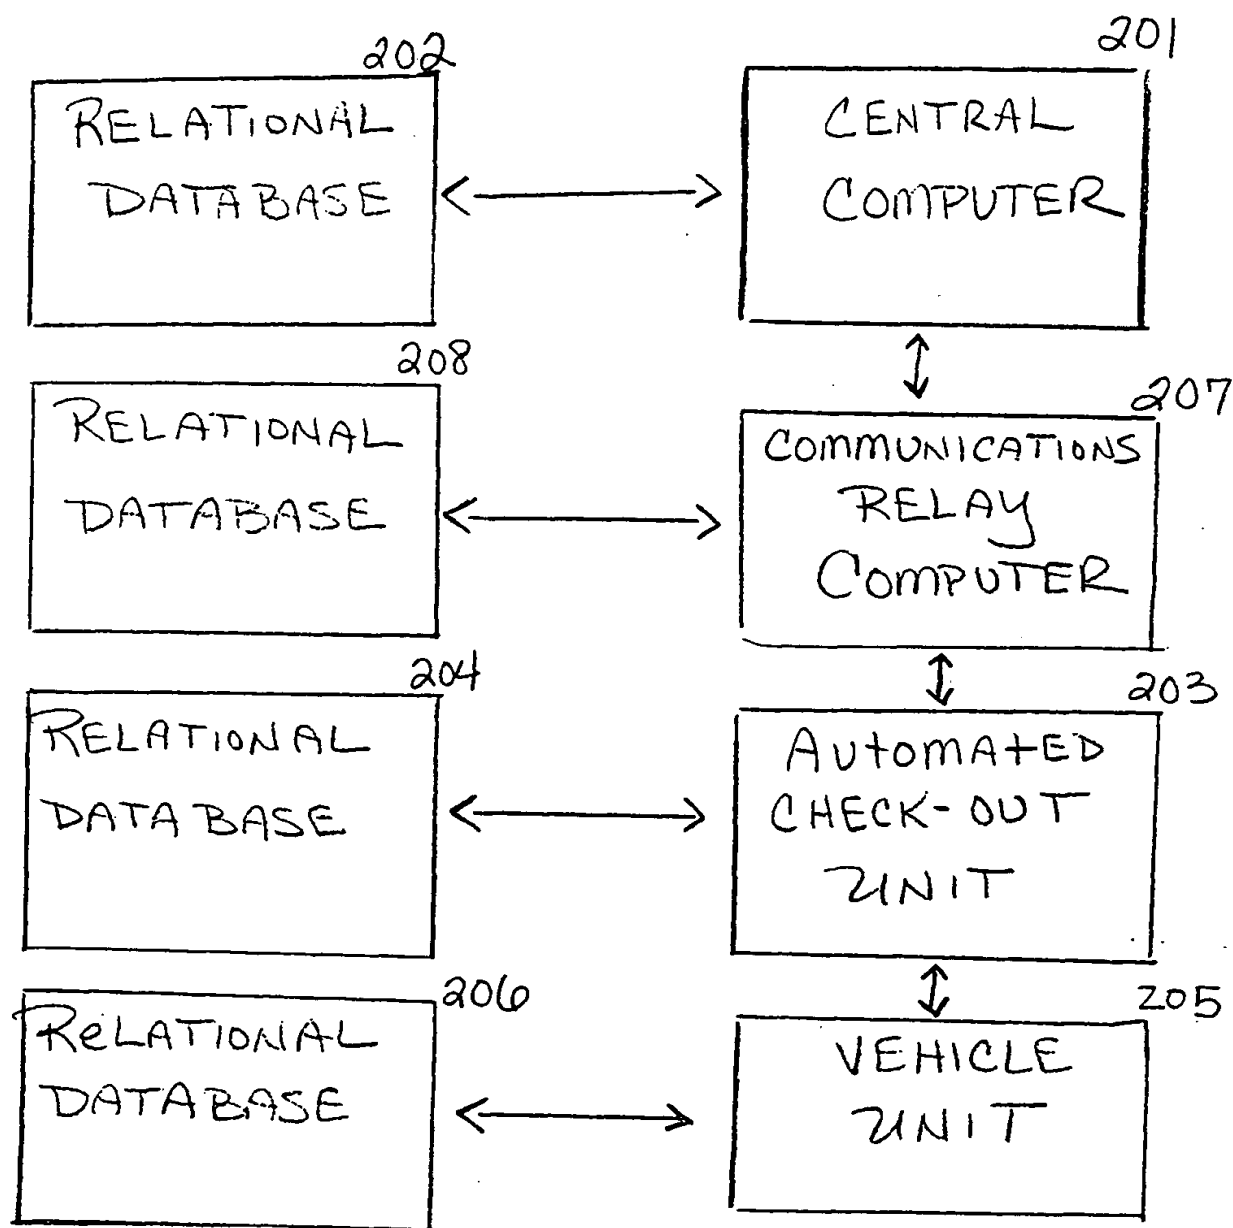 202
201
RELATIONAL
DATABASE
CENTRAL
COMPUTER
208
207
RELATIONAL
DATABASE
COMMUNICATIONS
RELAY
COMPUTER
204
203
RELATIONAL
DATABASE
AUtOMAtED
CHECK-OUT
UNIT
206
205
ReLATIONAL
DATABASE
VEHICLE
UNIT